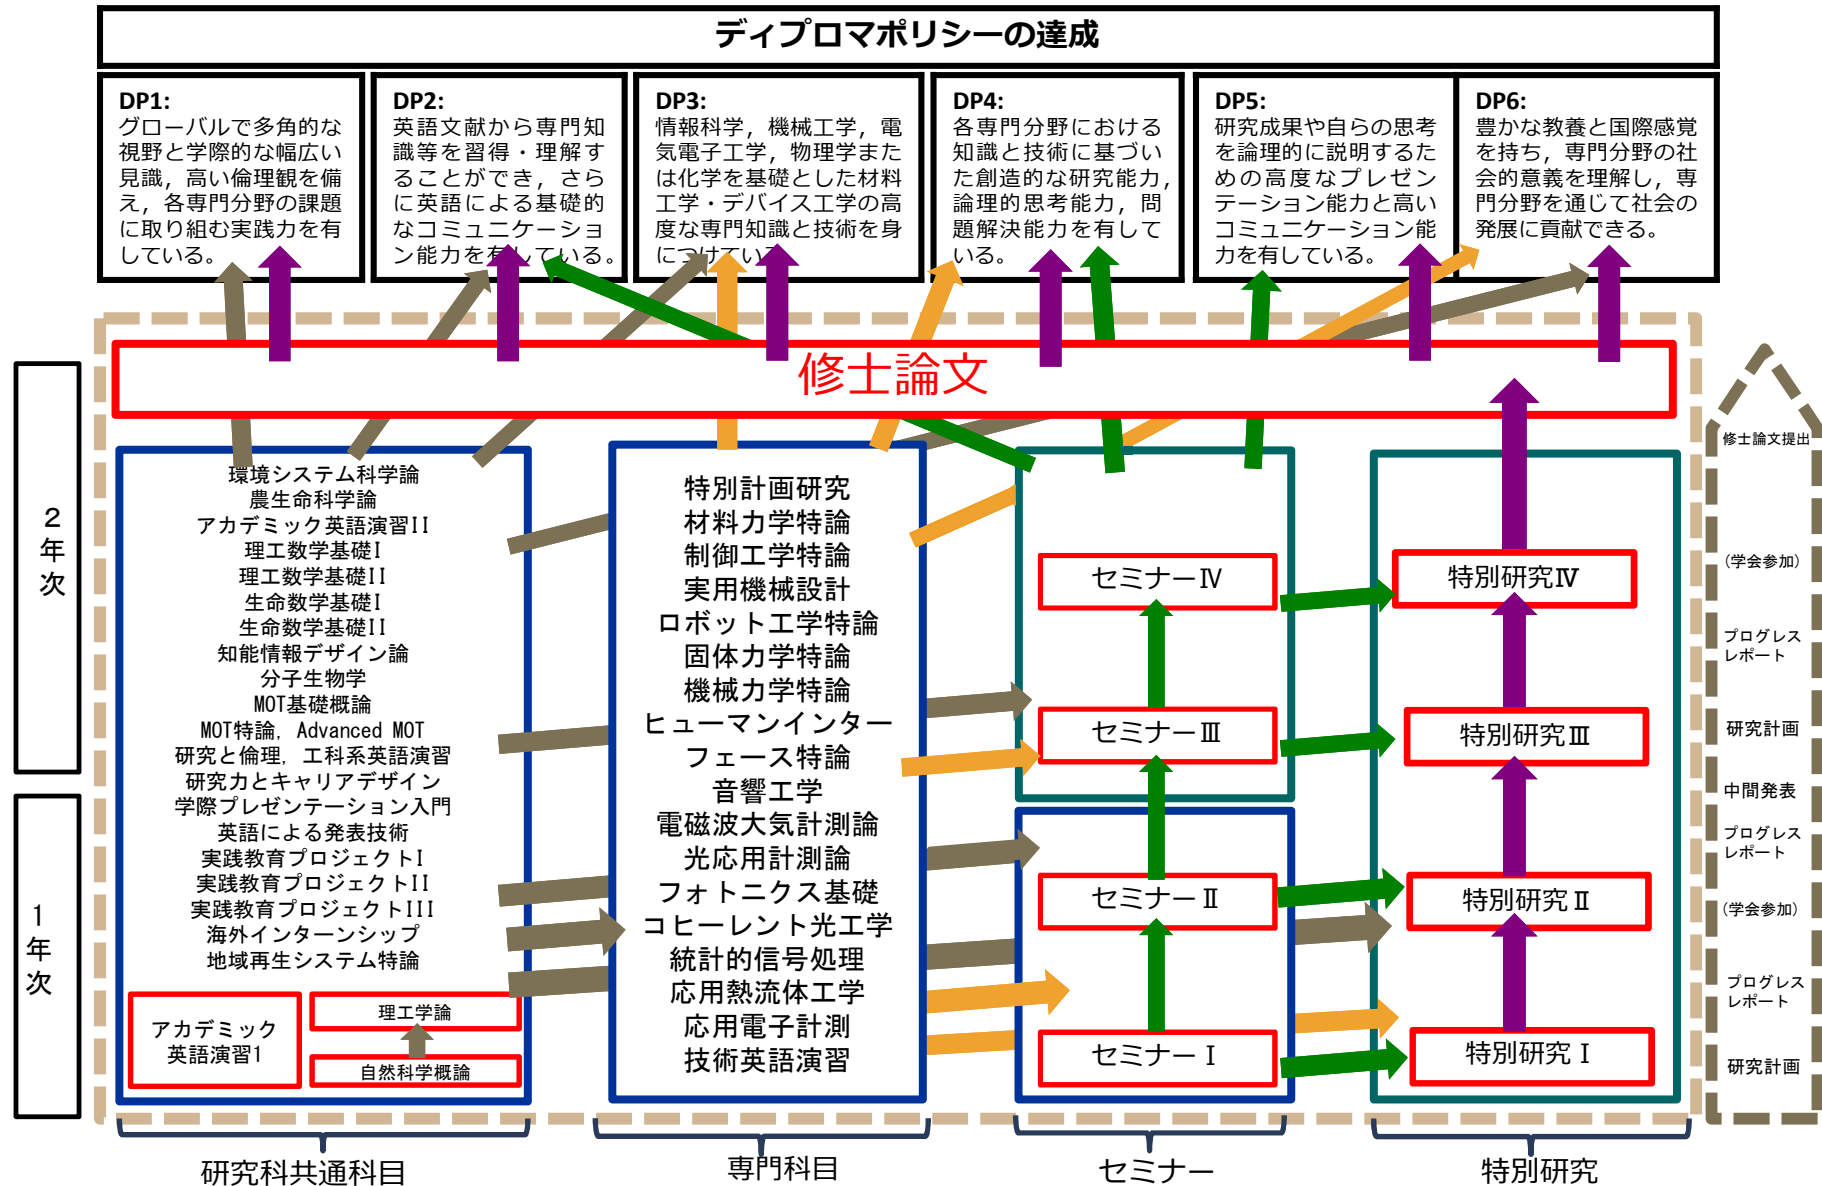 ディプロマポリシーの達成
DP1:
グローバルで多角的な
視野と学際的な幅広い
見識，高い倫理観を備
え，各専門分野の課題
に取り組む実践力を有
している。
DP2:
英語文献から専門知
識等を習得・理解す
ることができ，さら
に英語による基礎的
なコミュニケーショ
ン能力を有している。
DP3:
情報科学，機械工学，電
気電子工学，物理学また
は化学を基礎とした材料
工学・デバイス工学の高
度な専門知識と技術を身
につけている。
DP4:
各専門分野における
知識と技術に基づい
た創造的な研究能力，
論理的思考能力，問
題解決能力を有して
いる。
DP5:
研究成果や自らの思考
を論理的に説明するた
めの高度なプレゼン
テーション能力と高い
コミュニケーション能
力を有している。
DP6:
豊かな教養と国際感覚
を持ち，専門分野の社
会的意義を理解し，専
門分野を通じて社会の
発展に貢献できる。
修士論文
２年次
１年次
環境システム科学論
農生命科学論
アカデミック英語演習II
理工数学基礎I
理工数学基礎II
生命数学基礎I
生命数学基礎II
知能情報デザイン論
分子生物学
MOT基礎概論
MOT特論，Advanced MOT
研究と倫理，工科系英語演習
研究力とキャリアデザイン
学際プレゼンテーション入門
英語による発表技術
実践教育プロジェクトI
実践教育プロジェクトII
実践教育プロジェクトIII
海外インターンシップ
地域再生システム特論
アカデミック
英語演習1
理工学論
自然科学概論
特別計画研究
材料力学特論
制御工学特論
実用機械設計
ロボット工学特論
固体力学特論
機械力学特論
ヒューマンインター
フェース特論
音響工学
電磁波大気計測論
光応用計測論
フォトニクス基礎
コヒーレント光工学
統計的信号処理
応用熱流体工学
応用電子計測
技術英語演習
セミナーⅣ
セミナーⅢ
セミナーⅡ
セミナーⅠ
特別研究Ⅳ
特別研究Ⅲ
特別研究Ⅱ
特別研究Ⅰ
修士論文提出
(学会参加)
プログレス
レポート
研究計画
中間発表
プログレス
レポート
(学会参加)
プログレス
レポート
研究計画
研究科共通科目
専門科目
セミナー
特別研究